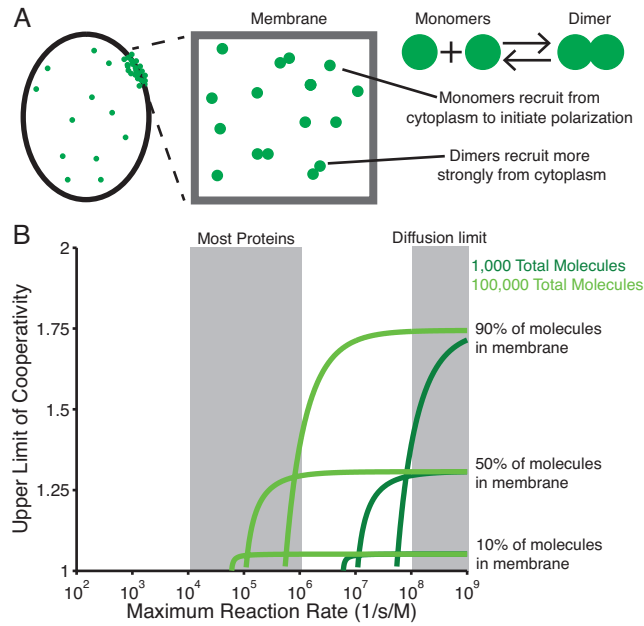 A
Membrane
Monomers
Dimer
+
Monomers recruit from
cytoplasm to initiate polarization
Dimers recruit more
strongly from cytoplasm
B
Most Proteins
Diffusion limit
1,000 Total Molecules
100,000 Total Molecules
90% of molecules
in membrane
50% of molecules
in membrane
10% of molecules
in membrane
Upper Limit of Cooperativity
2
1.75
1.5
1.25
1
10² 10³ 10⁴ 10⁵ 10⁶ 10⁷ 10⁸ 10⁹
Maximum Reaction Rate (1/s/M)